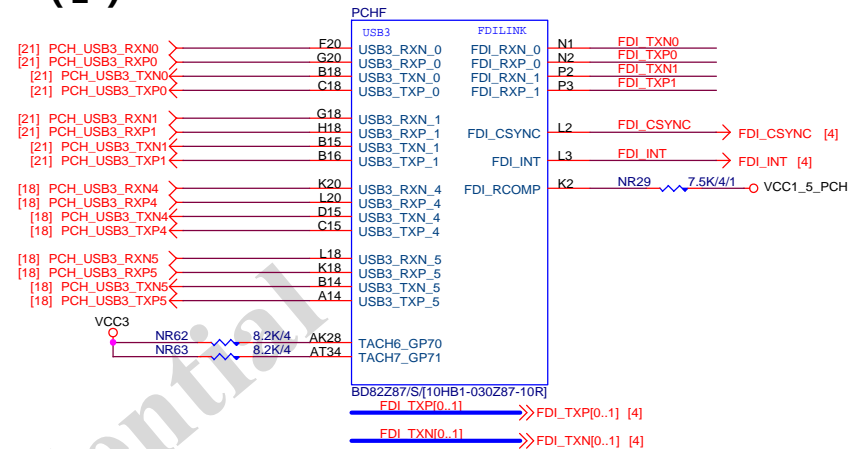 PCHF
USB3 FDILINK
[21] PCH_USB3_RXN0 F20 USB3_RXN_0 FDI_RXN_0 N1 FDI_TXN0
[21] PCH_USB3_RXP0 G20 USB3_RXP_0 FDI_RXP_0 N2 FDI_TXP0
[21] PCH_USB3_TXN0 B18 USB3_TXN_0 FDI_RXN_1 P2 FDI_TXN1
[21] PCH_USB3_TXP0 C18 USB3_TXP_0 FDI_RXP_1 P3 FDI_TXP1
[21] PCH_USB3_RXN1 G18 USB3_RXN_1
[21] PCH_USB3_RXP1 H18 USB3_RXP_1 FDI_CSYNC L2 FDI_CSYNC FDI_CSYNC [4]
[21] PCH_USB3_TXN1 B15 USB3_TXN_1
[21] PCH_USB3_TXP1 B16 USB3_TXP_1 FDI_INT L3 FDI_INT FDI_INT [4]
[18] PCH_USB3_RXN4 K20 USB3_RXN_4 FDI_RCOMP K2 NR29 7.5K/4/1 VCC1_5_PCH
[18] PCH_USB3_RXP4 L20 USB3_RXP_4
[18] PCH_USB3_TXN4 D15 USB3_TXN_4
[18] PCH_USB3_TXP4 C15 USB3_TXP_4
[18] PCH_USB3_RXN5 L18 USB3_RXN_5
[18] PCH_USB3_RXP5 K18 USB3_RXP_5
[18] PCH_USB3_TXN5 B14 USB3_TXN_5
[18] PCH_USB3_TXP5 A14 USB3_TXP_5
VCC3
NR62 8.2K/4 AK28 TACH6_GP70
NR63 8.2K/4 AT34 TACH7_GP71
BD82Z87/S/[10HB1-030Z87-10R]
FDI_TXP[0..1] FDI_TXP[0..1] [4]
FDI_TXN[0..1] FDI_TXN[0..1] [4]
ential